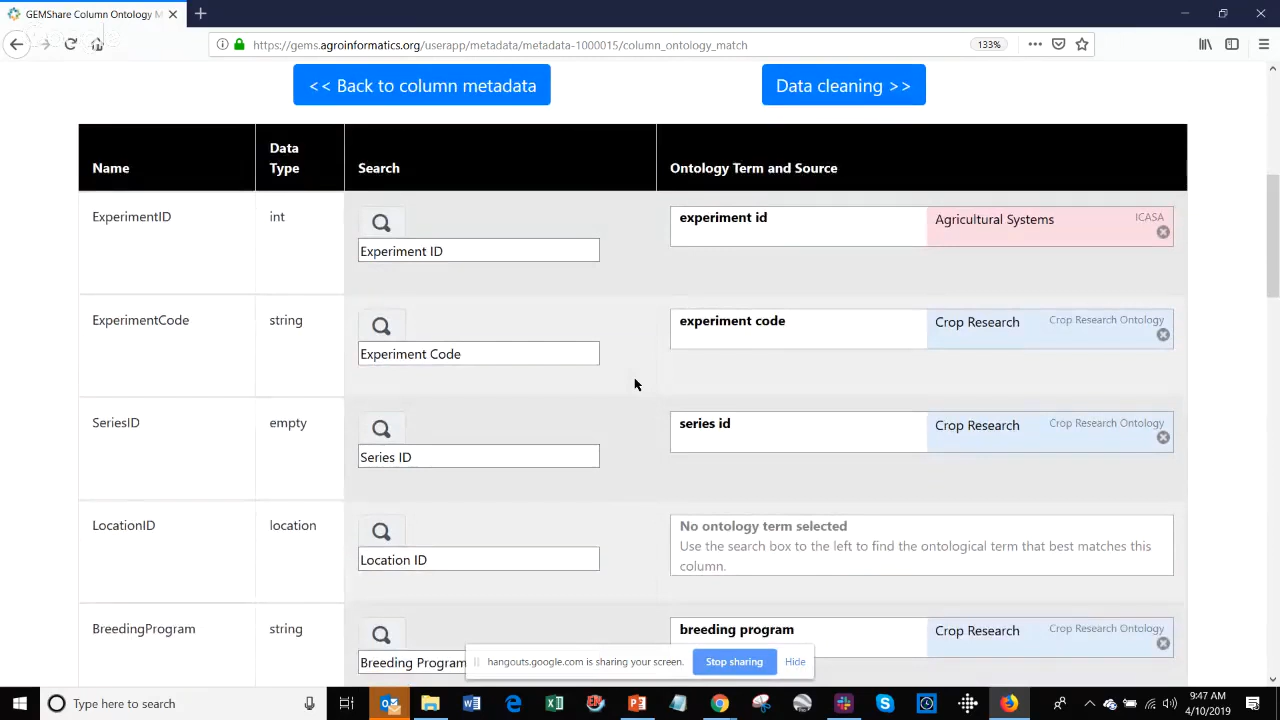 GEMShare Column Ontology M
https://gems.agroinformatics.org/userapp/metadata/metadata-1000015/column_ontology_match
133%
<< Back to column metadata
Data cleaning >>
Name
Data Type
Search
Ontology Term and Source
ExperimentID
int
Experiment ID
experiment id
Agricultural Systems
ICASA
ExperimentCode
string
Experiment Code
experiment code
Crop Research
Crop Research Ontology
SeriesID
empty
Series ID
series id
Crop Research
Crop Research Ontology
LocationID
location
Location ID
No ontology term selected
Use the search box to the left to find the ontological term that best matches this
column.
BreedingProgram
string
Breeding Program
breeding program
Crop Research
Crop Research Ontology
hangouts.google.com is sharing your screen.
Stop sharing
Hide
Type here to search
9:47 AM
4/10/2019